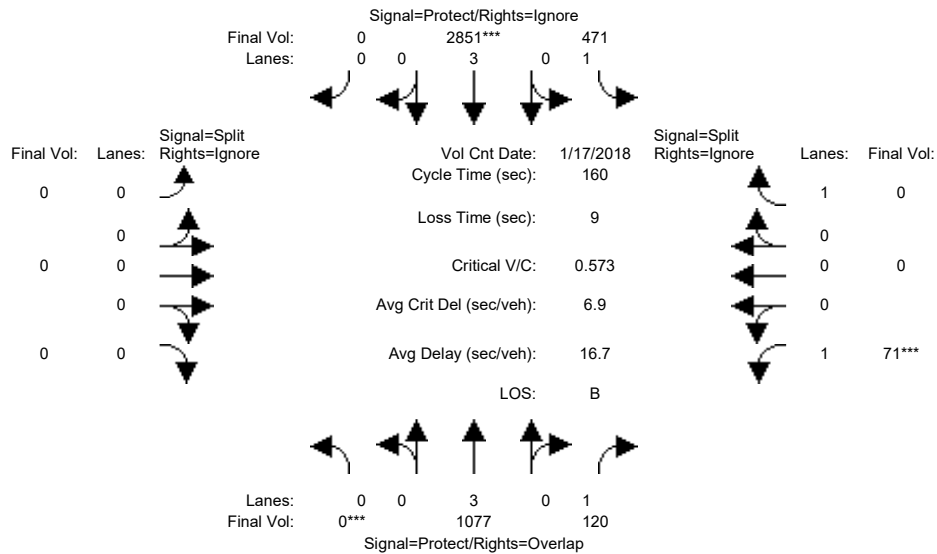 Signal=Protect/Rights=Ignore
Final Vol: 0 2851*** 471
Lanes: 0 0 3 0 1
Signal=Split
Final Vol: Lanes: Rights=Ignore
Vol Cnt Date: 1/17/2018
Signal=Split
Rights=Ignore Lanes: Final Vol:
Cycle Time (sec): 160
0 0
1 0
Loss Time (sec): 9
0
0
0 0
Critical V/C: 0.573
0 0
0
Avg Crit Del (sec/veh): 6.9
0
0 0
Avg Delay (sec/veh): 16.7
1 71***
LOS: B
Lanes: 0 0 3 0 1
Final Vol: 0*** 1077 120
Signal=Protect/Rights=Overlap